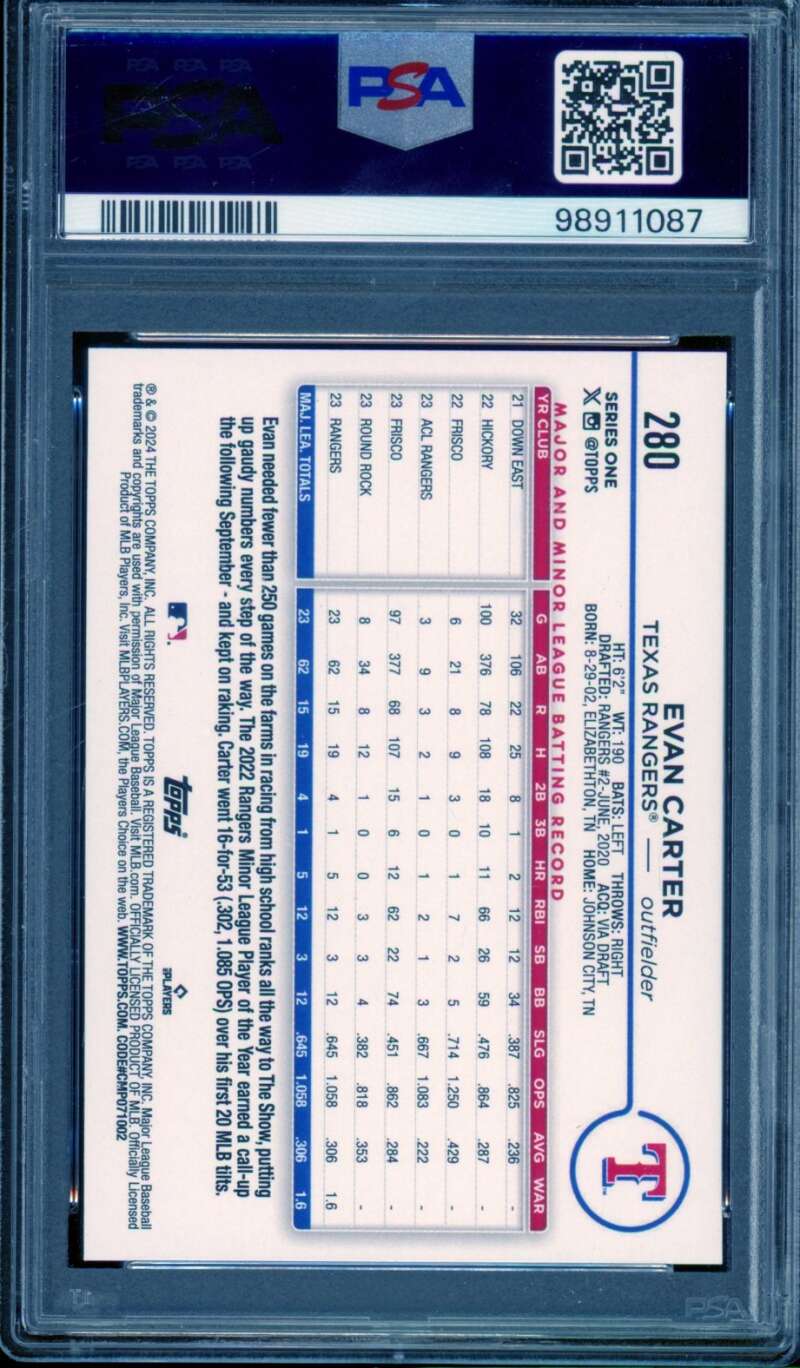 PSA PSA PSA
PSA
PSA PSA PSA
PSA
98911087
280
EVAN CARTER
TEXAS RANGERS® — outfielder
SERIES ONE
@TOPPS
HT: 6'2" WT: 190 BATS: LEFT THROWS: RIGHT
DRAFTED: RANGERS #2-JUNE, 2020 ACQ: VIA DRAFT
BORN: 8-29-02, ELIZABETHTON, TN HOME: JOHNSON CITY, TN
T
MAJOR AND MINOR LEAGUE BATTING RECORD
YR CLUB G AB R H 2B 3B HR RBI SB BB SLG OPS AVG WAR
21 DOWN EAST 32 106 22 25 8 1 2 12 12 34 .387 .825 .236 -
22 HICKORY 100 376 78 108 18 10 11 66 26 59 .476 .864 .287 -
22 FRISCO 6 21 8 9 3 0 1 7 2 5 .714 1.250 .429 -
23 ACL RANGERS 3 9 3 2 1 0 1 2 1 3 .667 1.083 .222 -
23 FRISCO 97 377 68 107 15 6 12 62 22 74 .451 .862 .284 -
23 ROUND ROCK 8 34 8 12 1 0 0 3 3 4 .382 .818 .353 -
23 RANGERS 23 62 15 19 4 1 5 12 3 12 .645 1.058 .306 1.6
MAJ. LEA. TOTALS 23 62 15 19 4 1 5 12 3 12 .645 1.058 .306 1.6
Evan needed fewer than 250 games on the farms in racing from high school ranks all the way to The Show, putting
up gaudy numbers every step of the way. The 2022 Rangers Minor League Player of the Year earned a call-up
the following September - and kept on raking. Carter went 16-for-53 (.302, 1.085 OPS) over his first 20 MLB tilts.
topps
PLAYERS
® & © 2024 THE TOPPS COMPANY, INC. ALL RIGHTS RESERVED. TOPPS IS A REGISTERED TRADEMARK OF THE TOPPS COMPANY, INC. Major League Baseball
trademarks and copyrights are used with permission of Major League Baseball. Visit MLB.com. OFFICIALLY LICENSED PRODUCT OF MLB. Officially Licensed
Product of MLB Players, Inc. Visit MLBPLAYERS.COM, the Players Choice on the web. WWW.TOPPS.COM. CODE#CMP071002
PSA